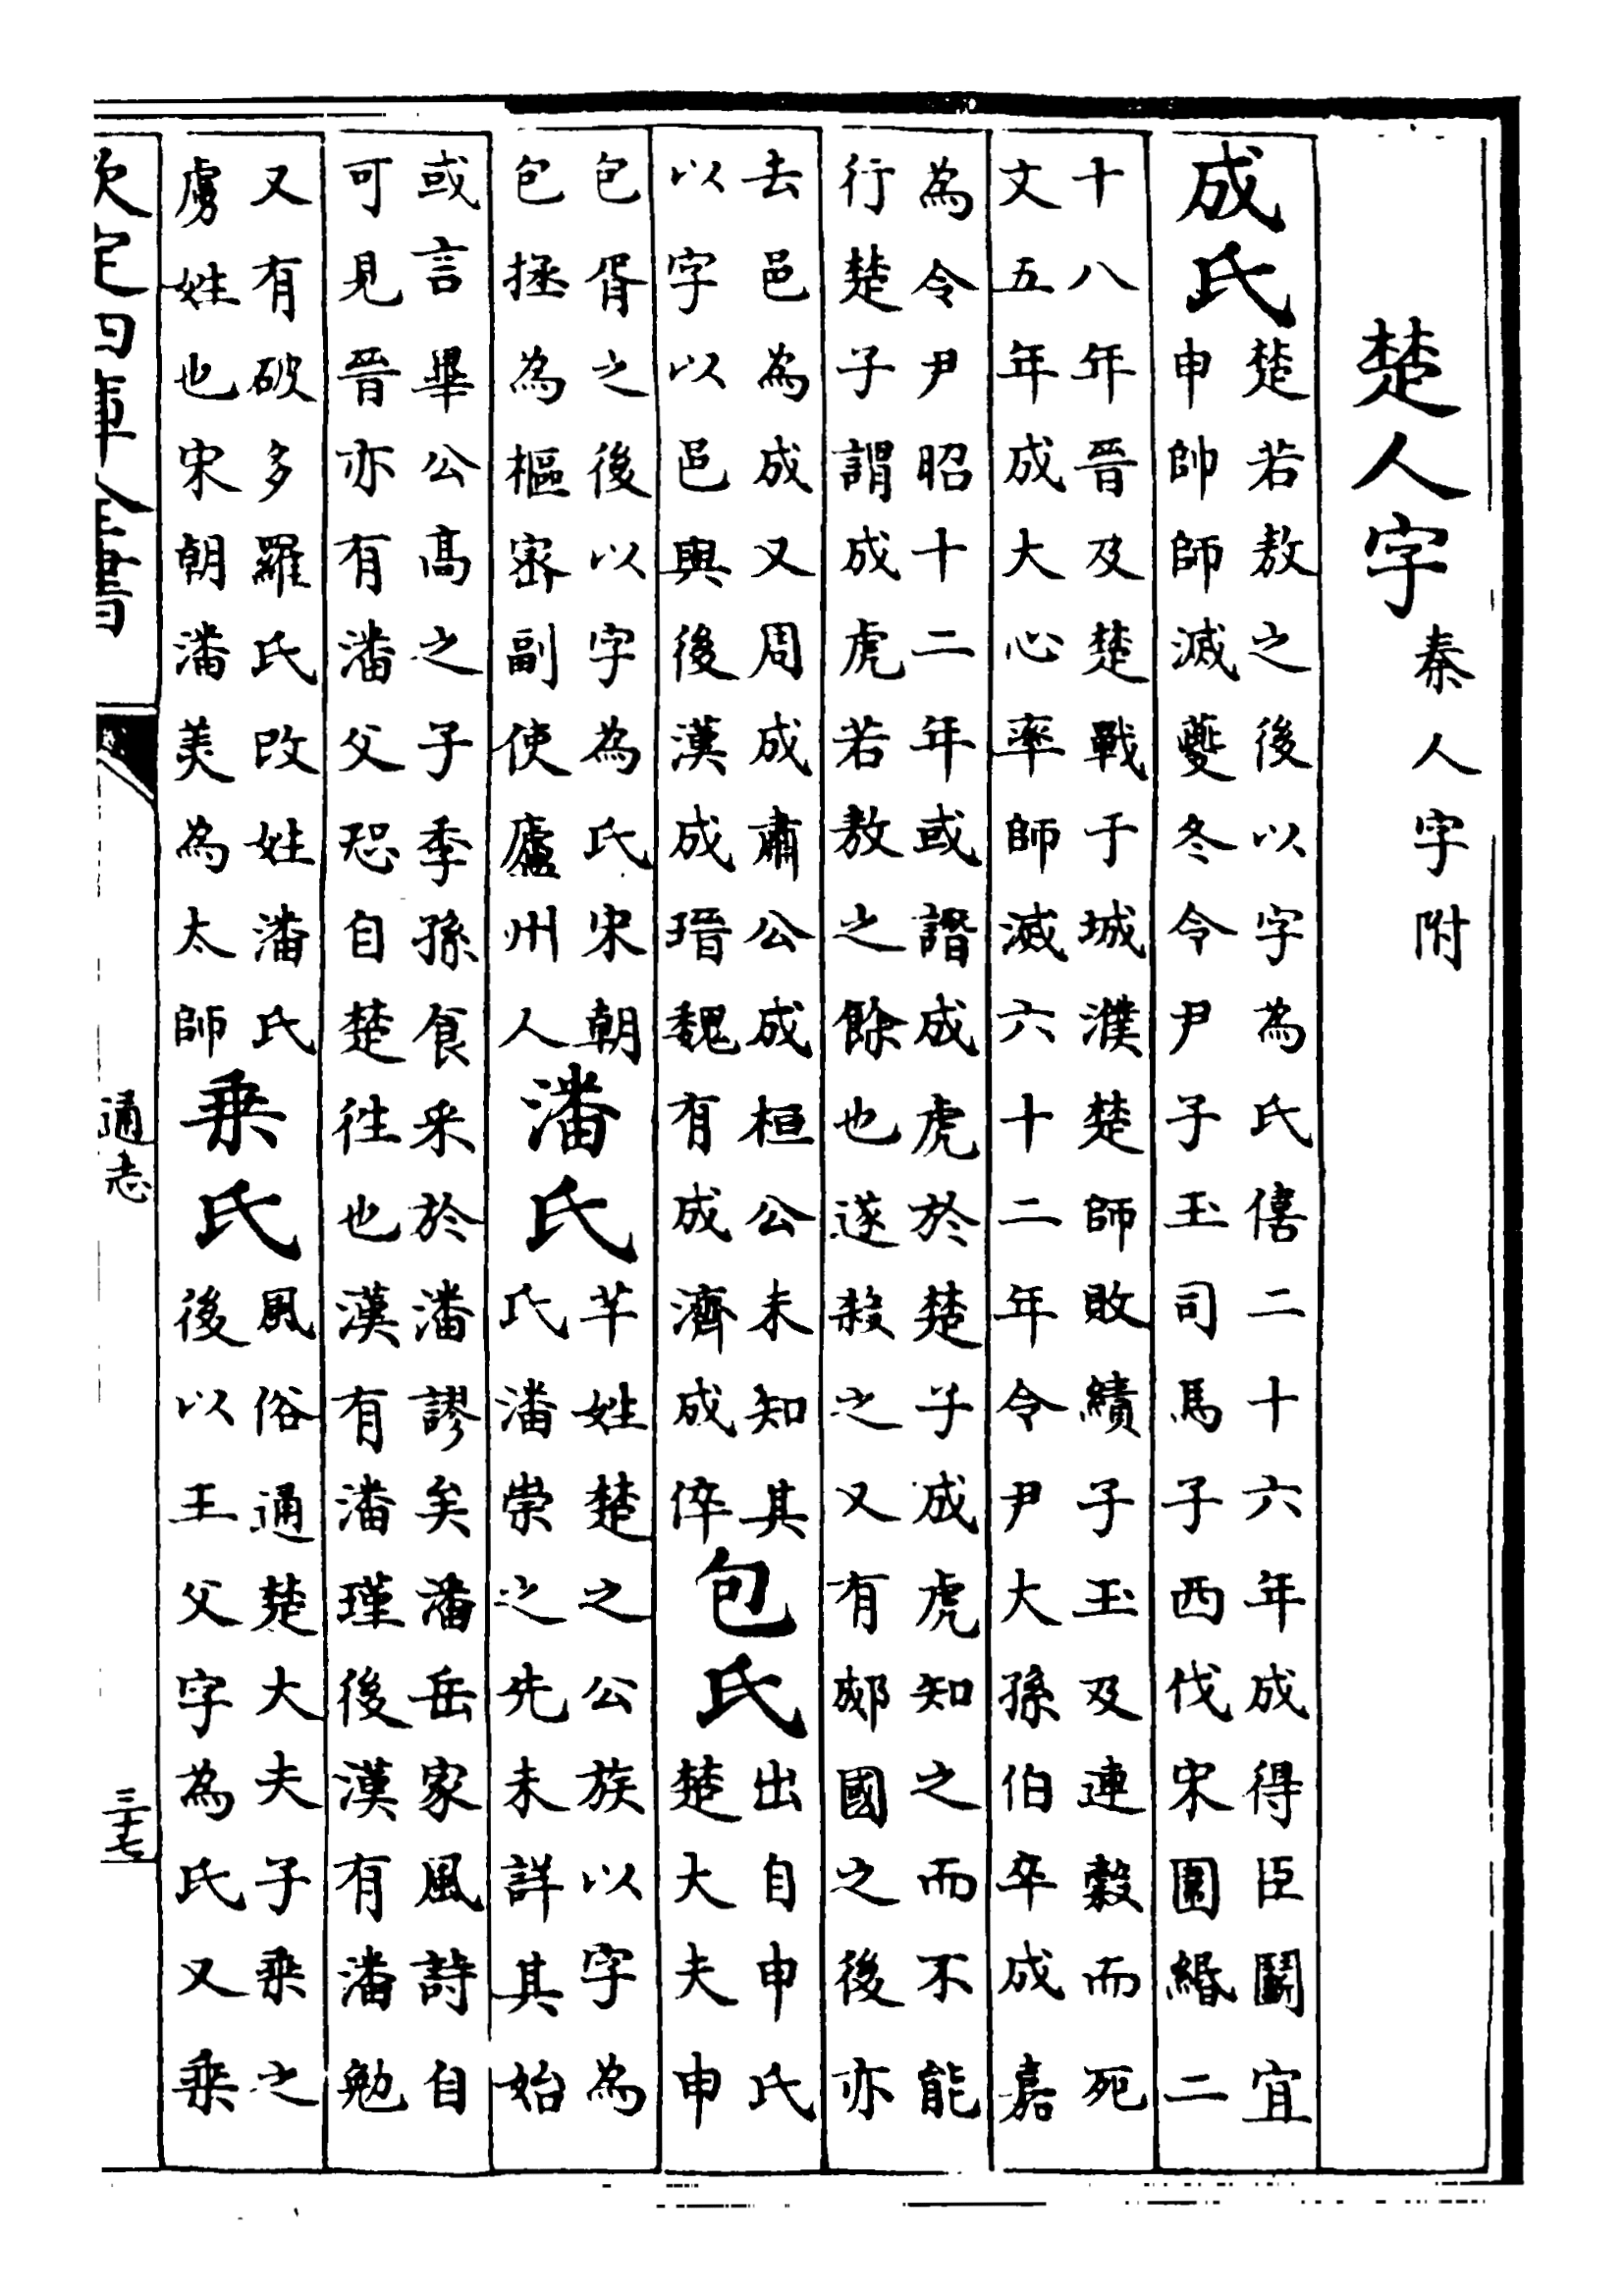 楚人字秦人字附
成氏楚若敖之後以字為氏僖二十六年成得臣鬬宜
申帥師滅夔冬令尹子玉司馬子西伐宋圍緡二
十八年晉及楚戰于城濮楚師敗績子玉及連穀而死
文五年成大心率師滅六十二年令尹大孫伯卒成嘉
為令尹昭十二年或譖成虎於楚子成虎知之而不能
行楚子謂成虎若敖之餘也遂殺之又有郕國之後亦
去邑為成又周成肅公成桓公未知其
以字以邑與後漢成瑨魏有成濟成倅
包氏出自申氏
楚大夫申
包胥之後以字為氏宋朝
包拯為樞宻副使廬州人
潘氏芈姓楚之公族以字為
氏潘崇之先未詳其始
或言畢公髙之子季孫食采於潘謬矣潘岳家風詩自
可見晉亦有潘父恐自楚往也漢有潘瑾後漢有潘勉
又有破多羅氏改姓潘氏
虜姓也宋朝潘美為太師
乗氏風俗通楚大夫子乗之
後以王父字為氏又乗
欽定四庫全書
通志
三十七